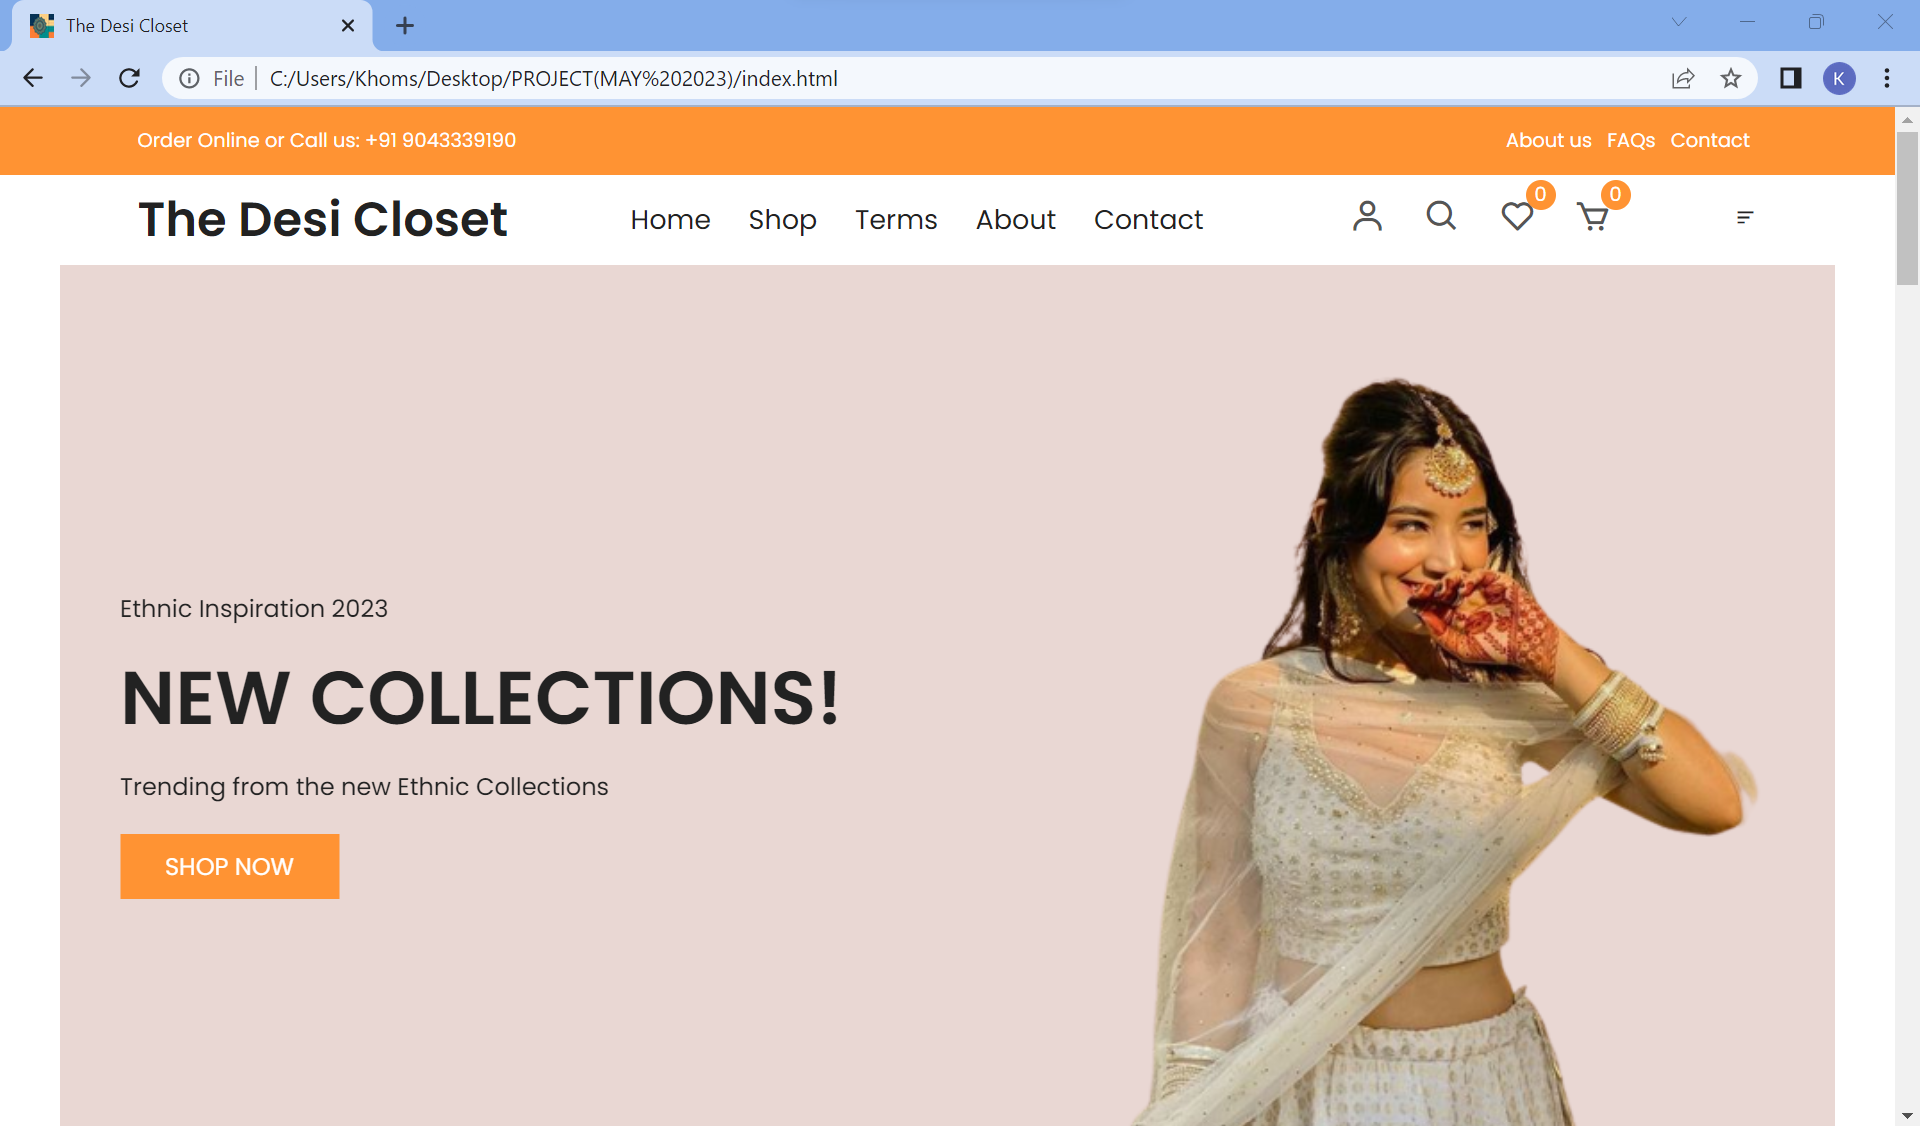 The Desi Closet
File C:/Users/Khoms/Desktop/PROJECT(MAY%202023)/index.html
K
Order Online or Call us: +91 9043339190
About us FAQs Contact
The Desi Closet
Home Shop Terms About Contact
0 0
Ethnic Inspiration 2023
NEW COLLECTIONS!
Trending from the new Ethnic Collections
SHOP NOW